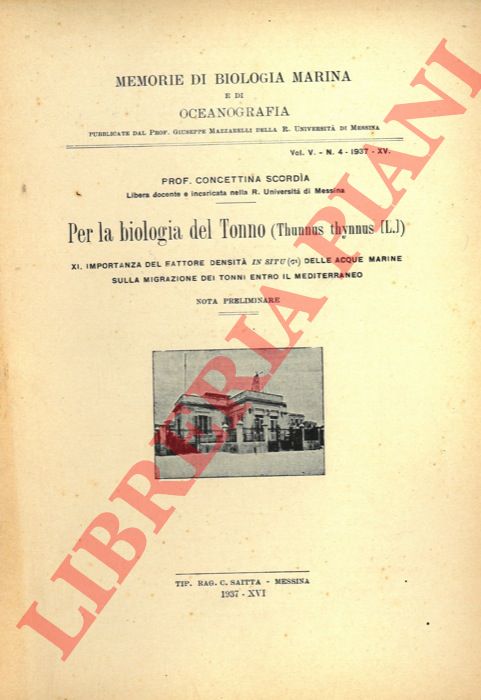 MEMORIE DI BIOLOGIA MARINA
E DI
OCEANOGRAFIA
PUBBLICATE DAL PROF. GIUSEPPE MAZZARELLI DELLA R. UNIVERSITÀ DI MESSINA
Vol. V. - N. 4 - 1937 - XV.
PROF. CONCETTINA SCORDÌA
Libera docente e incaricata nella R. Università di Messina
Per la biologia del Tonno (Thunnus thynnus [L.])
XI. IMPORTANZA DEL FATTORE DENSITÀ IN SITU (σt) DELLE ACQUE MARINE
SULLA MIGRAZIONE DEI TONNI ENTRO IL MEDITERRANEO
NOTA PRELIMINARE
TIP. RAG. C. SAITTA - MESSINA
1937 - XVI
LIBRERIA PIANI